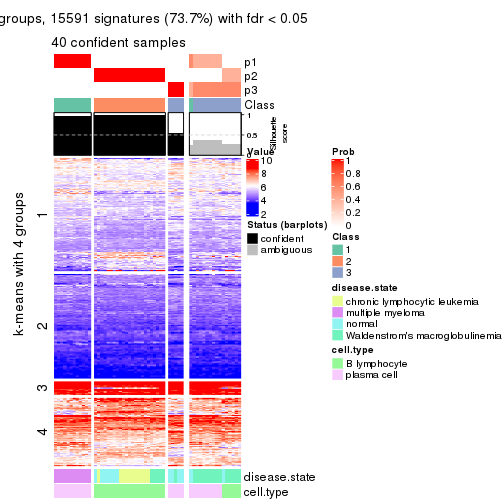 groups, 15591 signatures (73.7%) with fdr < 0.05
40 confident samples
p1
p2
p3
Class
1
0.5
0
Silhouette
score
k-means with 4 groups
1
2
3
4
disease.state
cell.type
Value
10
8
6
4
2
Status (barplots)
confident
ambiguous
Prob
1
0.8
0.6
0.4
0.2
0
Class
1
2
3
disease.state
chronic lymphocytic leukemia
multiple myeloma
normal
Waldenstrom's macroglobulinemia
cell.type
B lymphocyte
plasma cell